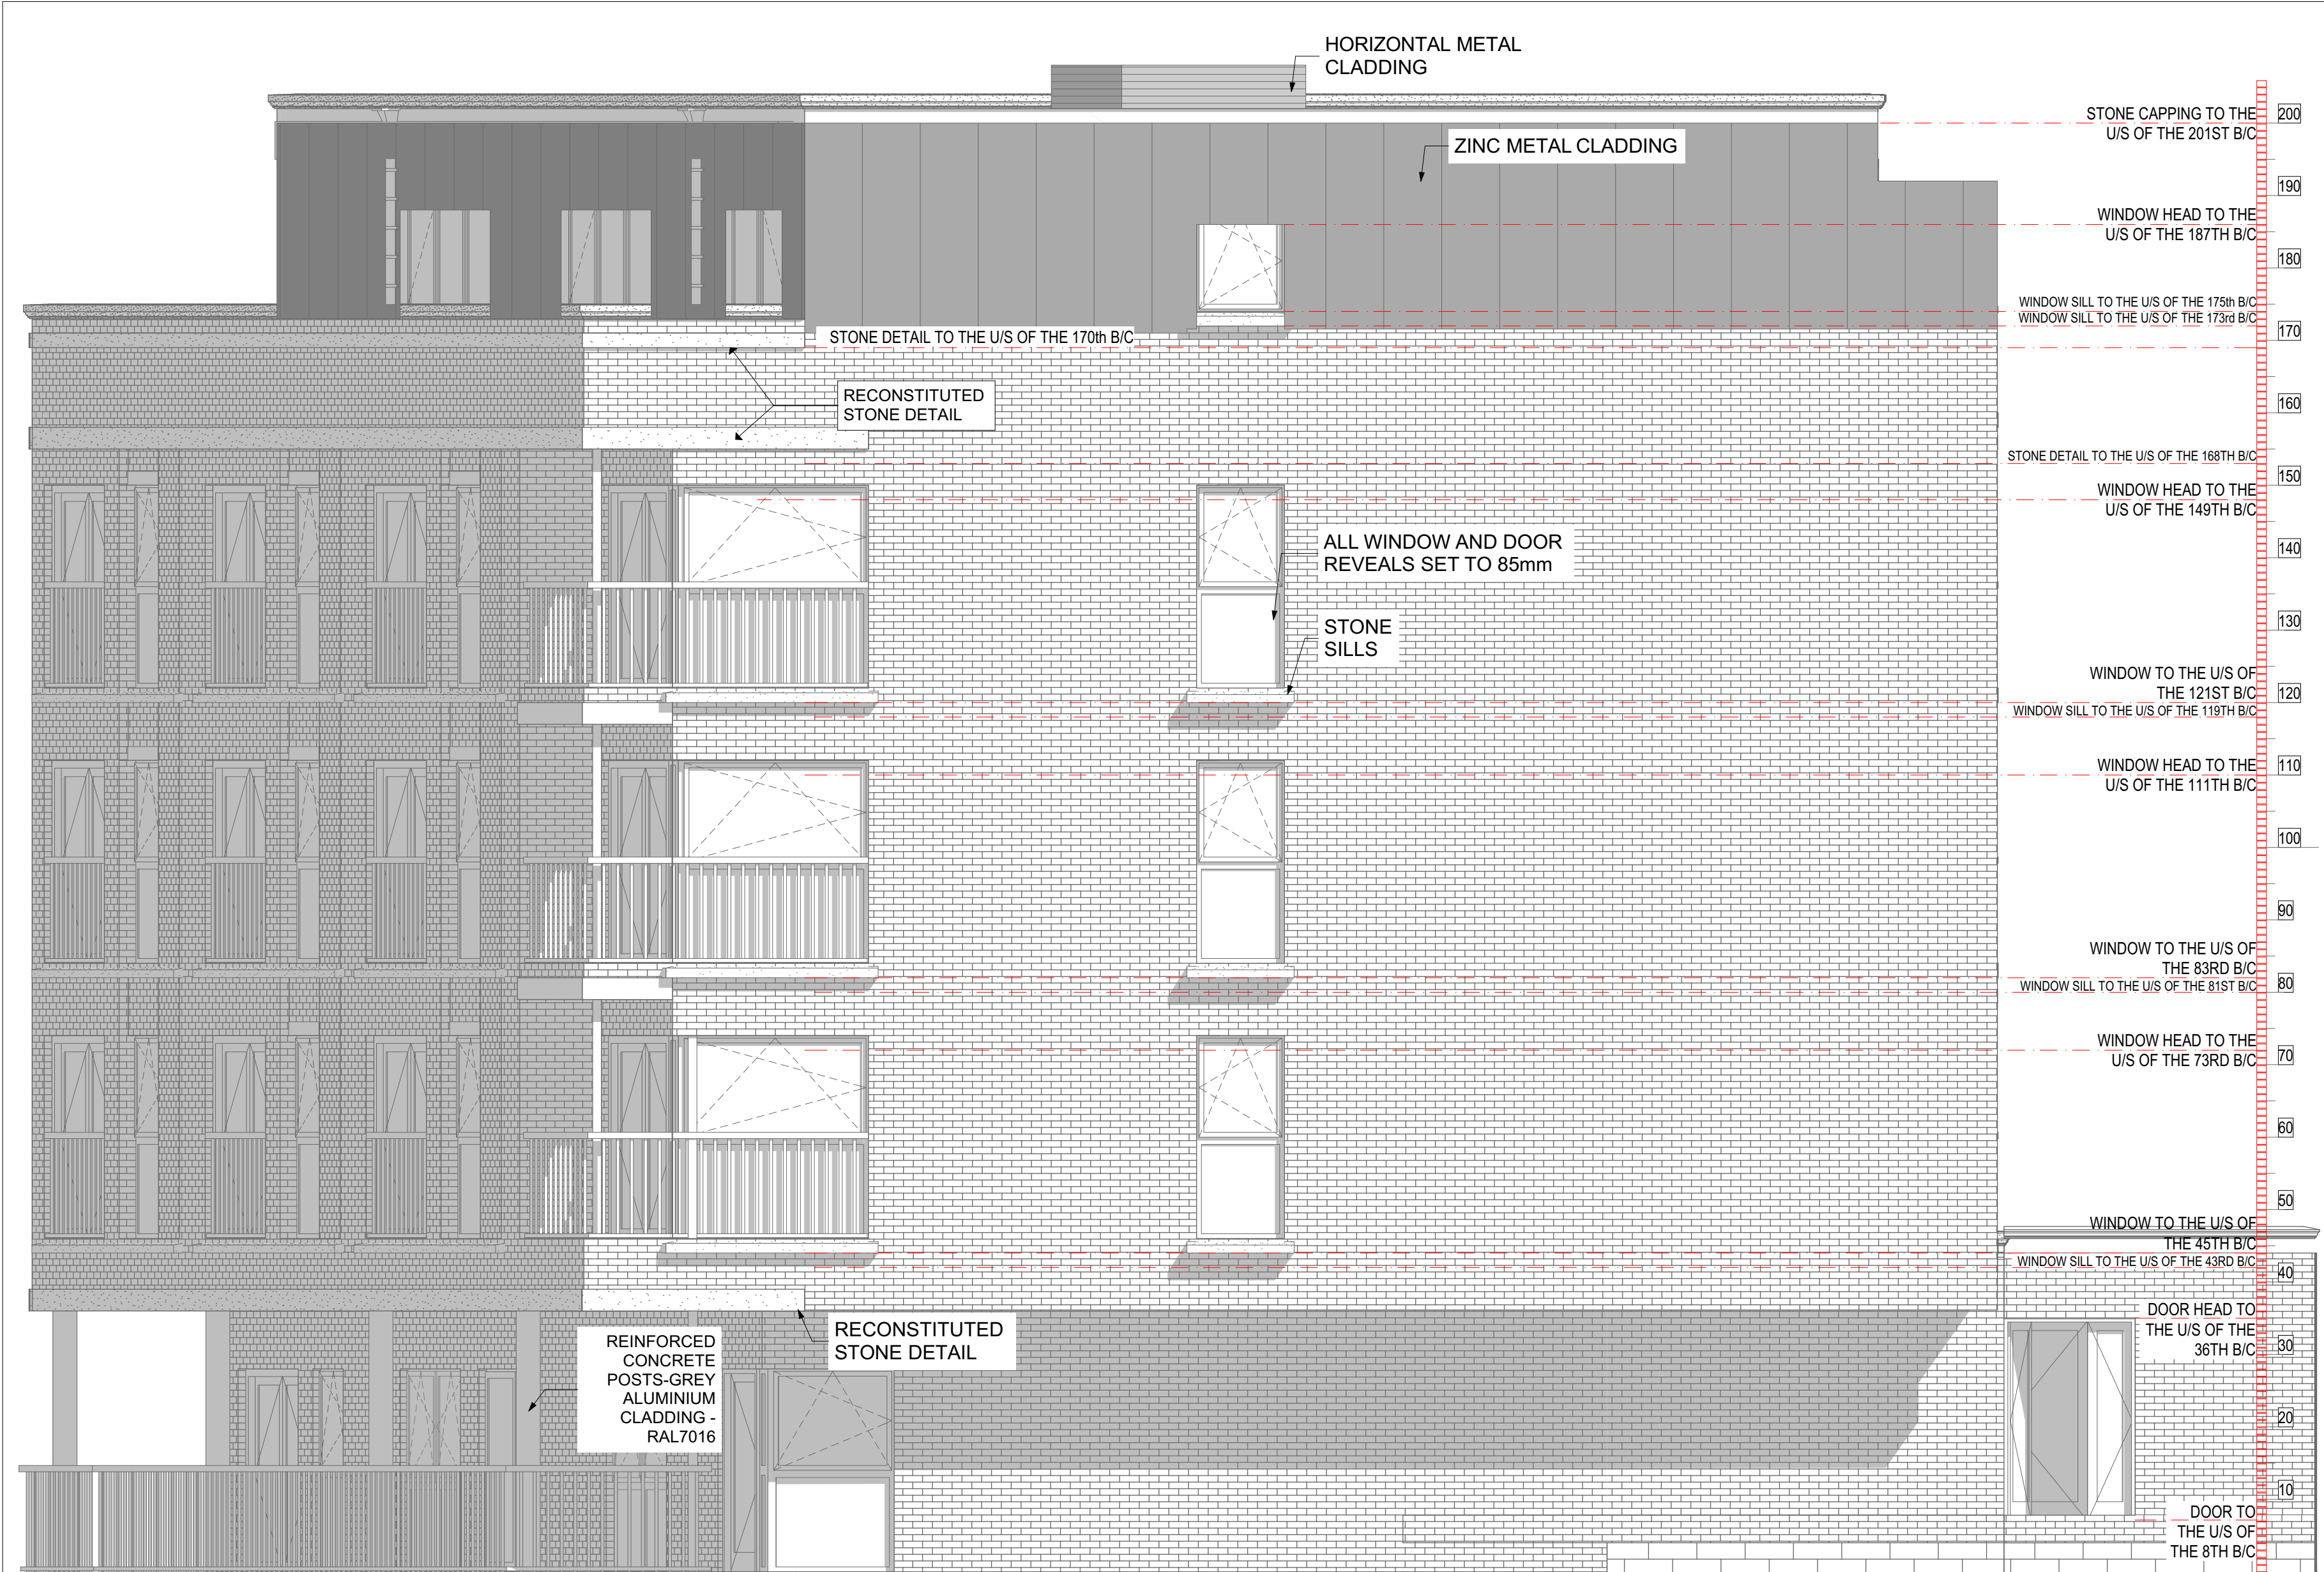 HORIZONTAL METAL
CLADDING
STONE CAPPING TO THE
U/S OF THE 201ST B/C
200
ZINC METAL CLADDING
190
WINDOW HEAD TO THE
U/S OF THE 187TH B/C
180
WINDOW SILL TO THE U/S OF THE 175th B/C
WINDOW SILL TO THE U/S OF THE 173rd B/C
170
STONE DETAIL TO THE U/S OF THE 170th B/C
RECONSTITUTED
STONE DETAIL
160
STONE DETAIL TO THE U/S OF THE 168TH B/C
150
WINDOW HEAD TO THE
U/S OF THE 149TH B/C
ALL WINDOW AND DOOR
REVEALS SET TO 85mm
140
STONE
SILLS
130
WINDOW TO THE U/S OF
THE 121ST B/C
120
WINDOW SILL TO THE U/S OF THE 119TH B/C
WINDOW HEAD TO THE
U/S OF THE 111TH B/C
110
100
90
WINDOW TO THE U/S OF
THE 83RD B/C
80
WINDOW SILL TO THE U/S OF THE 81ST B/C
WINDOW HEAD TO THE
U/S OF THE 73RD B/C
70
60
50
WINDOW TO THE U/S OF
THE 45TH B/C
WINDOW SILL TO THE U/S OF THE 43RD B/C
40
DOOR HEAD TO
THE U/S OF THE
36TH B/C
30
RECONSTITUTED
STONE DETAIL
REINFORCED
CONCRETE
POSTS-GREY
ALUMINIUM
CLADDING -
RAL7016
20
10
DOOR TO
THE U/S OF
THE 8TH B/C